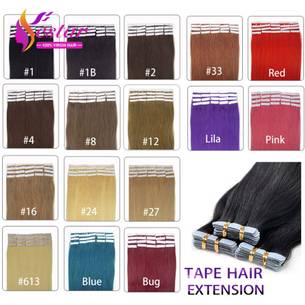 100% VIRGIN HAIR
#1
#1B
#2
#33
Red
#4
#8
#12
Lila
Pink
#16
#24
#27
#613
Blue
Bug
TAPE HAIR
EXTENSION